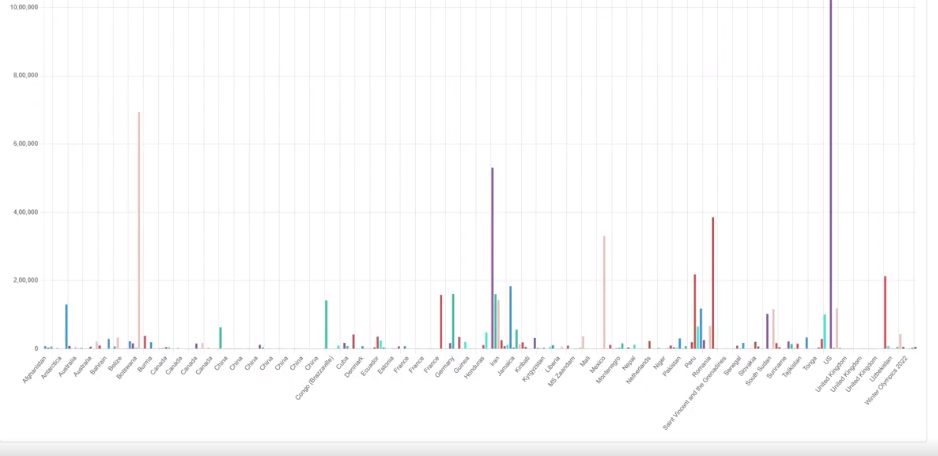 10,00,000
8,00,000
6,00,000
4,00,000
2,00,000
0
Afghanistan
Antarctica
Australia
Australia
Bahrain
Belize
Botswana
Burma
Canada
Canada
Canada
Canada
China
China
China
China
China
China
Congo (Brazzaville)
Cuba
Denmark
Ecuador
Estonia
France
France
France
Germany
Guinea
Honduras
Iran
Jamaica
Kiribati
Kyrgyzstan
Liberia
MS Zaandam
Mali
Mexico
Montenegro
Nepal
Netherlands
Niger
Pakistan
Peru
Romania
Saint Vincent and the Grenadines
Senegal
Slovakia
South Sudan
Suriname
Tajikistan
Tonga
US
United Kingdom
United Kingdom
United Kingdom
Uzbekistan
Winter Olympics 2022